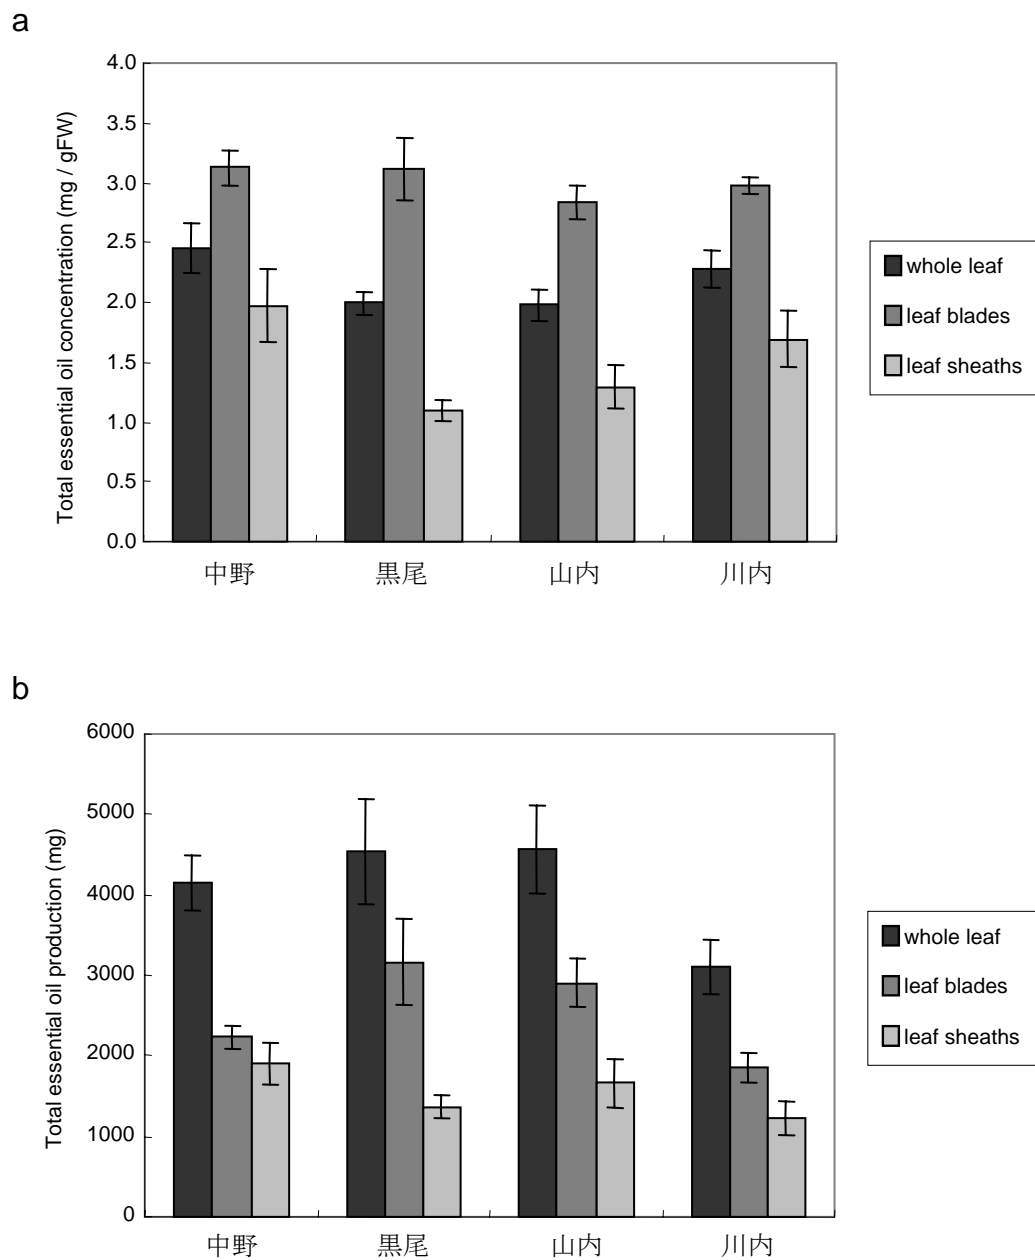 a
Total essential oil concentration (mg / gFW)
4.0
3.5
3.0
2.5
2.0
1.5
1.0
0.5
0.0
中野 黒尾 山内 川内
whole leaf
leaf blades
leaf sheaths
b
Total essential oil production (mg)
6000
5000
4000
3000
2000
1000
0
中野 黒尾 山内 川内
whole leaf
leaf blades
leaf sheaths